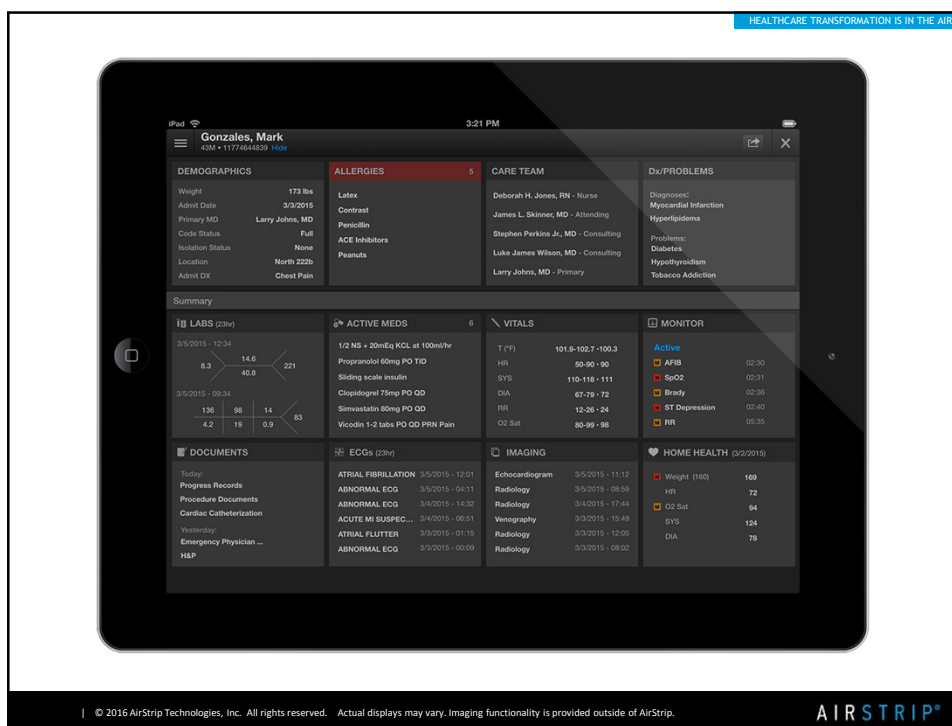 HEALTHCARE TRANSFORMATION IS IN THE AIR
iPad 3:21 PM
Gonzales, Mark
43M • 11774644839 Hide
DEMOGRAPHICS
Weight 173 lbs
Admit Date 3/3/2015
Primary MD Larry Johns, MD
Code Status Full
Isolation Status None
Location North 222b
Admit DX Chest Pain
ALLERGIES 5
Latex
Contrast
Penicillin
ACE Inhibitors
Peanuts
CARE TEAM
Deborah H. Jones, RN - Nurse
James L. Skinner, MD - Attending
Stephen Perkins Jr., MD - Consulting
Luke James Wilson, MD - Consulting
Larry Johns, MD - Primary
Dx/PROBLEMS
Diagnoses:
Myocardial Infarction
Hyperlipidema
Problems:
Diabetes
Hypothyroidism
Tobacco Addiction
Summary
LABS (23hr)
3/5/2015 - 12:34
8.3 14.6 221
40.8
3/5/2015 - 09:34
136 98 14 83
4.2 19 0.9
ACTIVE MEDS 6
1/2 NS + 20mEq KCL at 100ml/hr
Propranolol 60mg PO TID
Sliding scale insulin
Clopidogrel 75mp PO QD
Simvastatin 80mg PO QD
Vicodin 1-2 tabs PO QD PRN Pain
VITALS
T (°F) 101.9-102.7 •100.3
HR 50-90 • 90
SYS 110-118 • 111
DIA 67-79 • 72
RR 12-26 • 24
O2 Sat 80-99 • 98
MONITOR
Active
M AFIB 02:30
H SpO2 02:31
M Brady 02:36
H ST Depression 02:40
M RR 05:35
DOCUMENTS
Today:
Progress Records
Procedure Documents
Cardiac Catheterization
Yesterday:
Emergency Physician ...
H&P
ECGs (23hr)
ATRIAL FIBRILLATION 3/5/2015 - 12:01
ABNORMAL ECG 3/5/2015 - 04:11
ABNORMAL ECG 3/4/2015 - 14:32
ACUTE MI SUSPEC... 3/4/2015 - 06:51
ATRIAL FLUTTER 3/3/2015 - 01:15
ABNORMAL ECG 3/3/2015 - 00:09
IMAGING
Echocardiogram 3/5/2015 - 11:12
Radiology 3/5/2015 - 08:59
Radiology 3/4/2015 - 17:44
Venography 3/3/2015 - 15:49
Radiology 3/3/2015 - 12:05
Radiology 3/3/2015 - 08:02
HOME HEALTH (3/2/2015)
H Weight (160) 169
HR 72
M O2 Sat 94
SYS 124
DIA 78
| © 2016 AirStrip Technologies, Inc. All rights reserved. Actual displays may vary. Imaging functionality is provided outside of AirStrip.
AIRSTRIP®